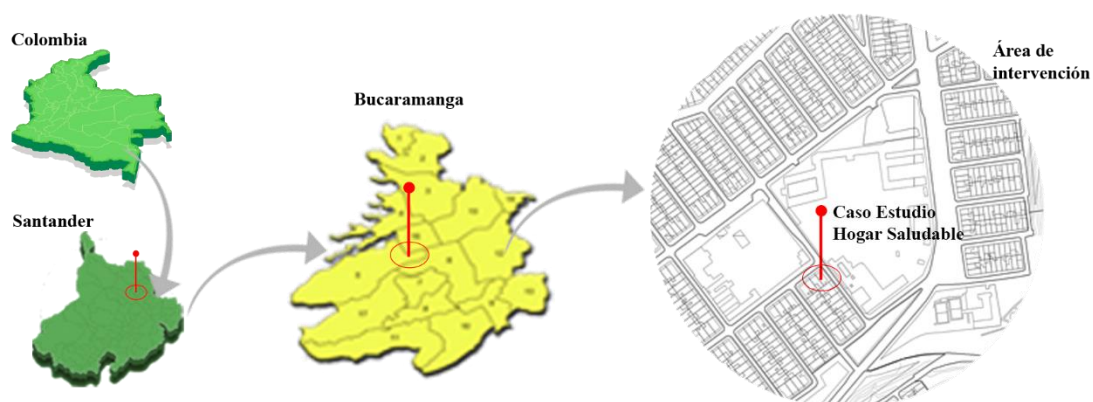 Colombia
Santander
Bucaramanga
Área de
intervención
Caso Estudio
Hogar Saludable